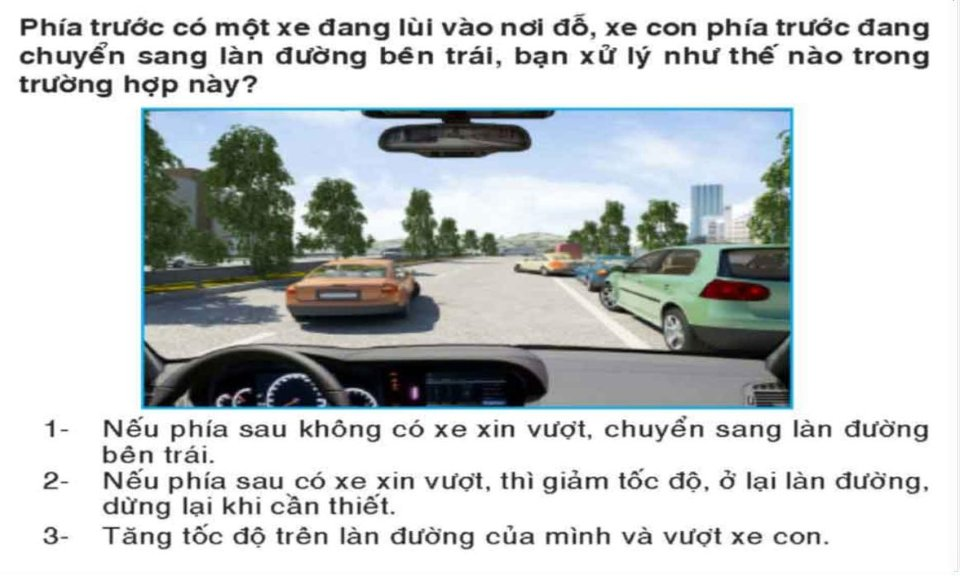 Phía trước có một xe đang lùi vào nơi đỗ, xe con phía trước đang
chuyển sang làn đường bên trái, bạn xử lý như thế nào trong
trường hợp này?
1- Nếu phía sau không có xe xin vượt, chuyển sang làn đường
bên trái.
2- Nếu phía sau có xe xin vượt, thì giảm tốc độ, ở lại làn đường,
dừng lại khi cần thiết.
3- Tăng tốc độ trên làn đường của mình và vượt xe con.